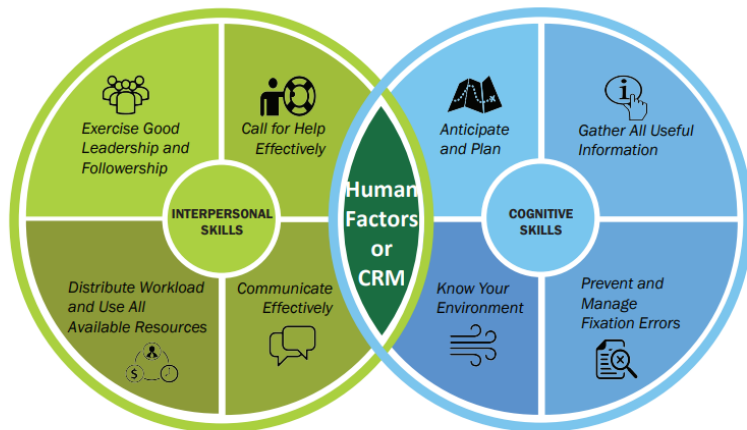 Exercise Good
Leadership and
Followership
Call for Help
Effectively
INTERPERSONAL
SKILLS
Distribute Workload
and Use All
Available Resources
$
Communicate
Effectively
Human
Factors
or
CRM
Anticipate
and Plan
i
Gather All Useful
Information
COGNITIVE
SKILLS
Know Your
Environment
Prevent and
Manage
Fixation Errors